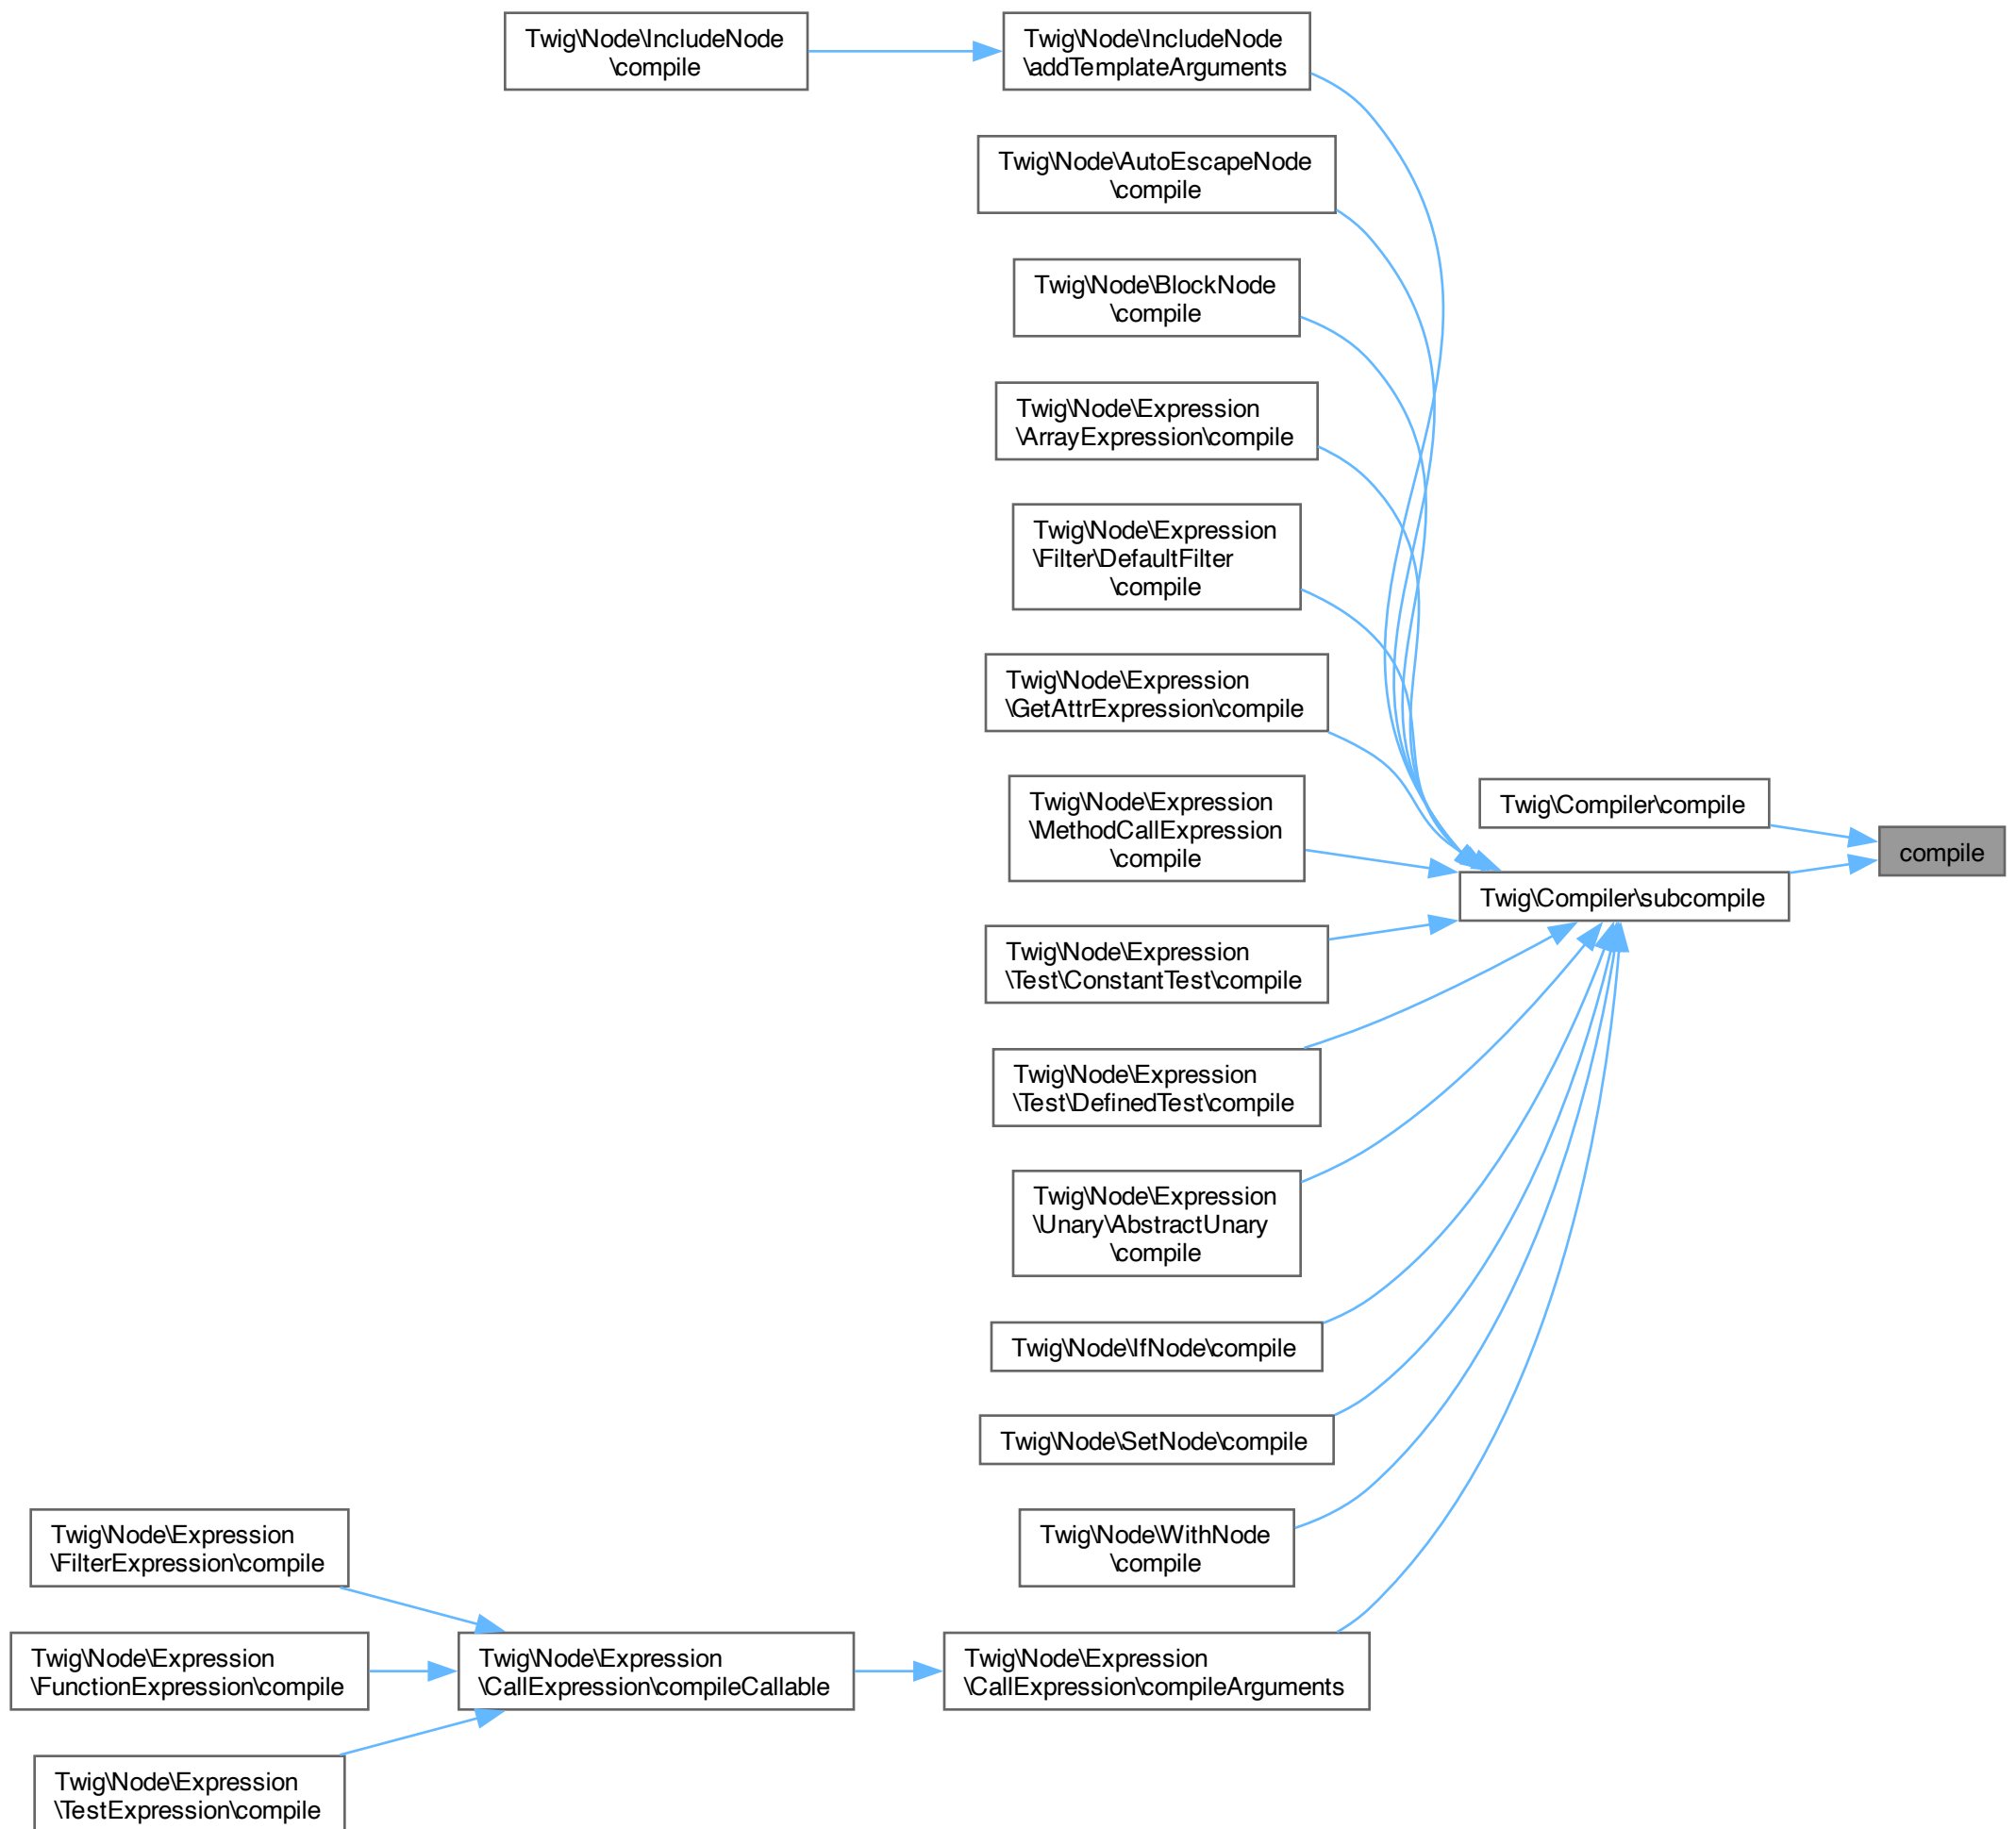 Twig\Node\IncludeNode
\compile
Twig\Node\IncludeNode
\addTemplateArguments
Twig\Node\AutoEscapeNode
\compile
Twig\Node\BlockNode
\compile
Twig\Node\Expression
\ArrayExpression\compile
Twig\Node\Expression
\Filter\DefaultFilter
\compile
Twig\Node\Expression
\GetAttrExpression\compile
Twig\Node\Expression
\MethodCallExpression
\compile
Twig\Compiler\compile
compile
Twig\Compiler\subcompile
Twig\Node\Expression
\Test\ConstantTest\compile
Twig\Node\Expression
\Test\DefinedTest\compile
Twig\Node\Expression
\Unary\AbstractUnary
\compile
Twig\Node\IfNode\compile
Twig\Node\SetNode\compile
Twig\Node\WithNode
\compile
Twig\Node\Expression
\FilterExpression\compile
Twig\Node\Expression
\FunctionExpression\compile
Twig\Node\Expression
\CallExpression\compileCallable
Twig\Node\Expression
\CallExpression\compileArguments
Twig\Node\Expression
\TestExpression\compile